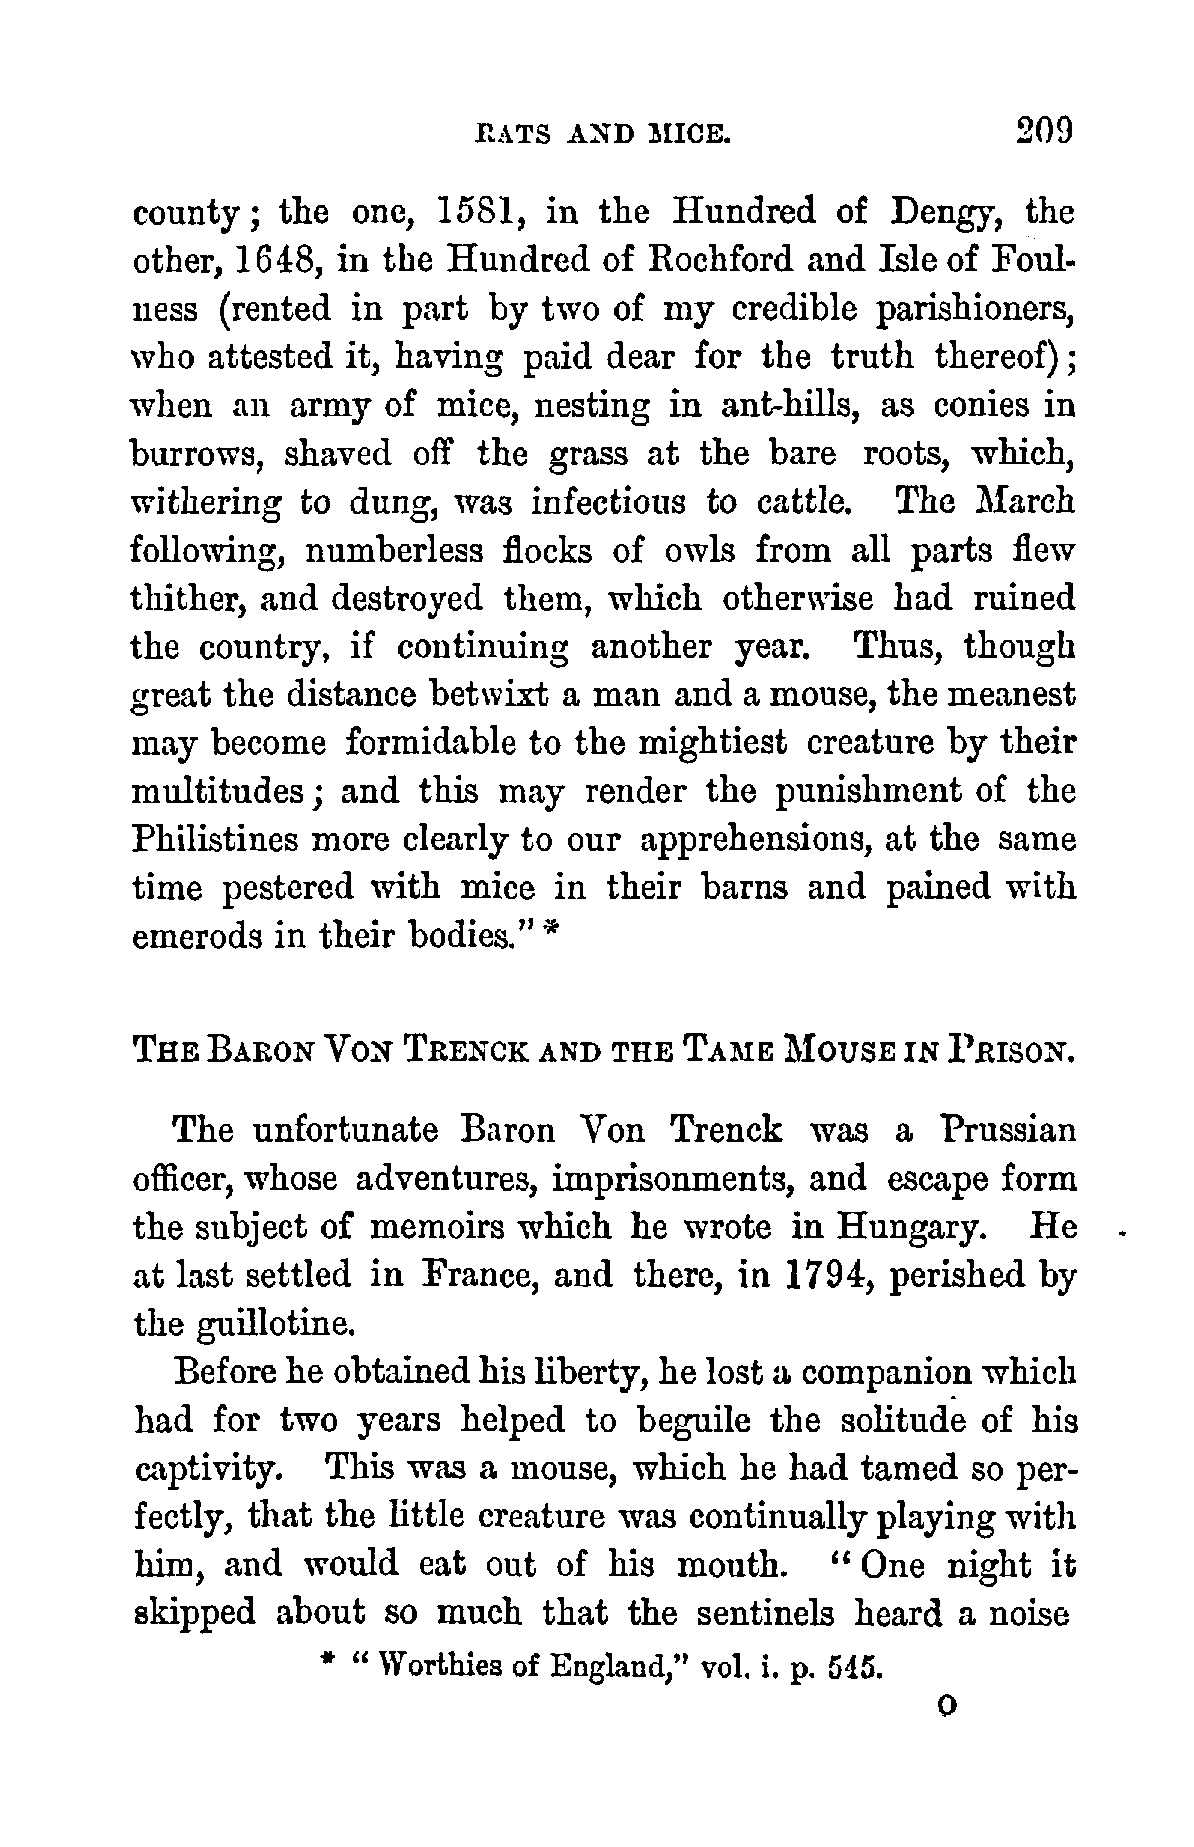 RATS AND MICE. 209
county ; the one, 1581, in the Hundred of Dengy, the
other, 1648, in the Hundred of Rochford and Isle of Foul-
ness (rented in part by two of my credible parishioners,
who attested it, having paid dear for the truth thereof) ;
when an army of mice, nesting in ant-hills, as conies in
burrows, shaved off the grass at the bare roots, which,
withering to dung, was infectious to cattle. The March
following, numberless flocks of owls from all parts flew
thither, and destroyed them, which otherwise had ruined
the country, if continuing another year. Thus, though
great the distance betwixt a man and a mouse, the meanest
may become formidable to the mightiest creature by their
multitudes ; and this may render the punishment of the
Philistines more clearly to our apprehensions, at the same
time pestered with mice in their barns and pained with
emerods in their bodies." *
THE BARON VON TRENCK AND THE TAME MOUSE IN PRISON.
The unfortunate Baron Von Trenck was a Prussian
officer, whose adventures, imprisonments, and escape form
the subject of memoirs which he wrote in Hungary. He
at last settled in France, and there, in 1794, perished by
the guillotine.
Before he obtained his liberty, he lost a companion which
had for two years helped to beguile the solitude of his
captivity. This was a mouse, which he had tamed so per-
fectly, that the little creature was continually playing with
him, and would eat out of his mouth. " One night it
skipped about so much that the sentinels heard a noise
* " Worthies of England," vol. i. p. 545.
O